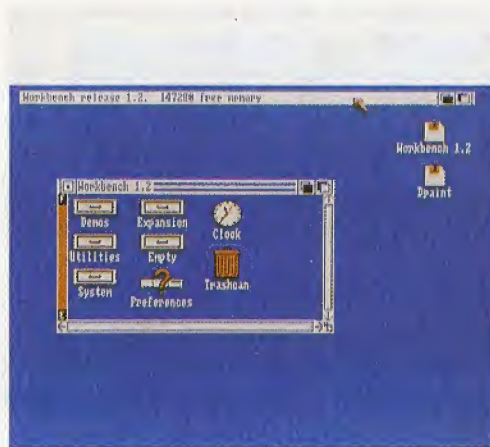 Workbench release 1.2. 147280 free memory
Workbench 1.2
Dpaint
Workbench 1.2
Demos Expansion Clock
Utilities Empty Trashcan
System Preferences